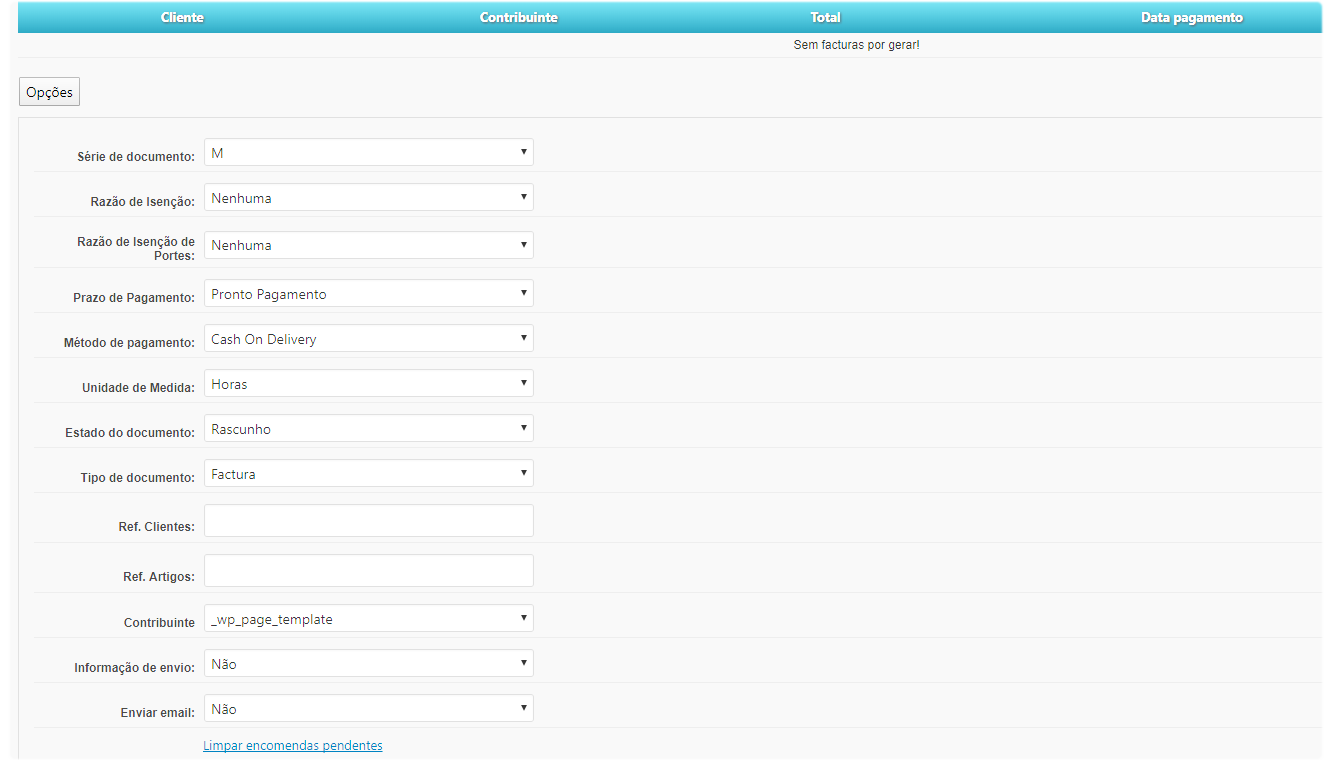 Cliente Contribuinte Total Data pagamento
Sem facturas por gerar!
Opções
Série de documento: M
Razão de Isenção: Nenhuma
Razão de Isenção de
Portes: Nenhuma
Prazo de Pagamento: Pronto Pagamento
Método de pagamento: Cash On Delivery
Unidade de Medida: Horas
Estado do documento: Rascunho
Tipo de documento: Factura
Ref. Clientes:
Ref. Artigos:
Contribuinte _wp_page_template
Informação de envio: Não
Enviar email: Não
Limpar encomendas pendentes